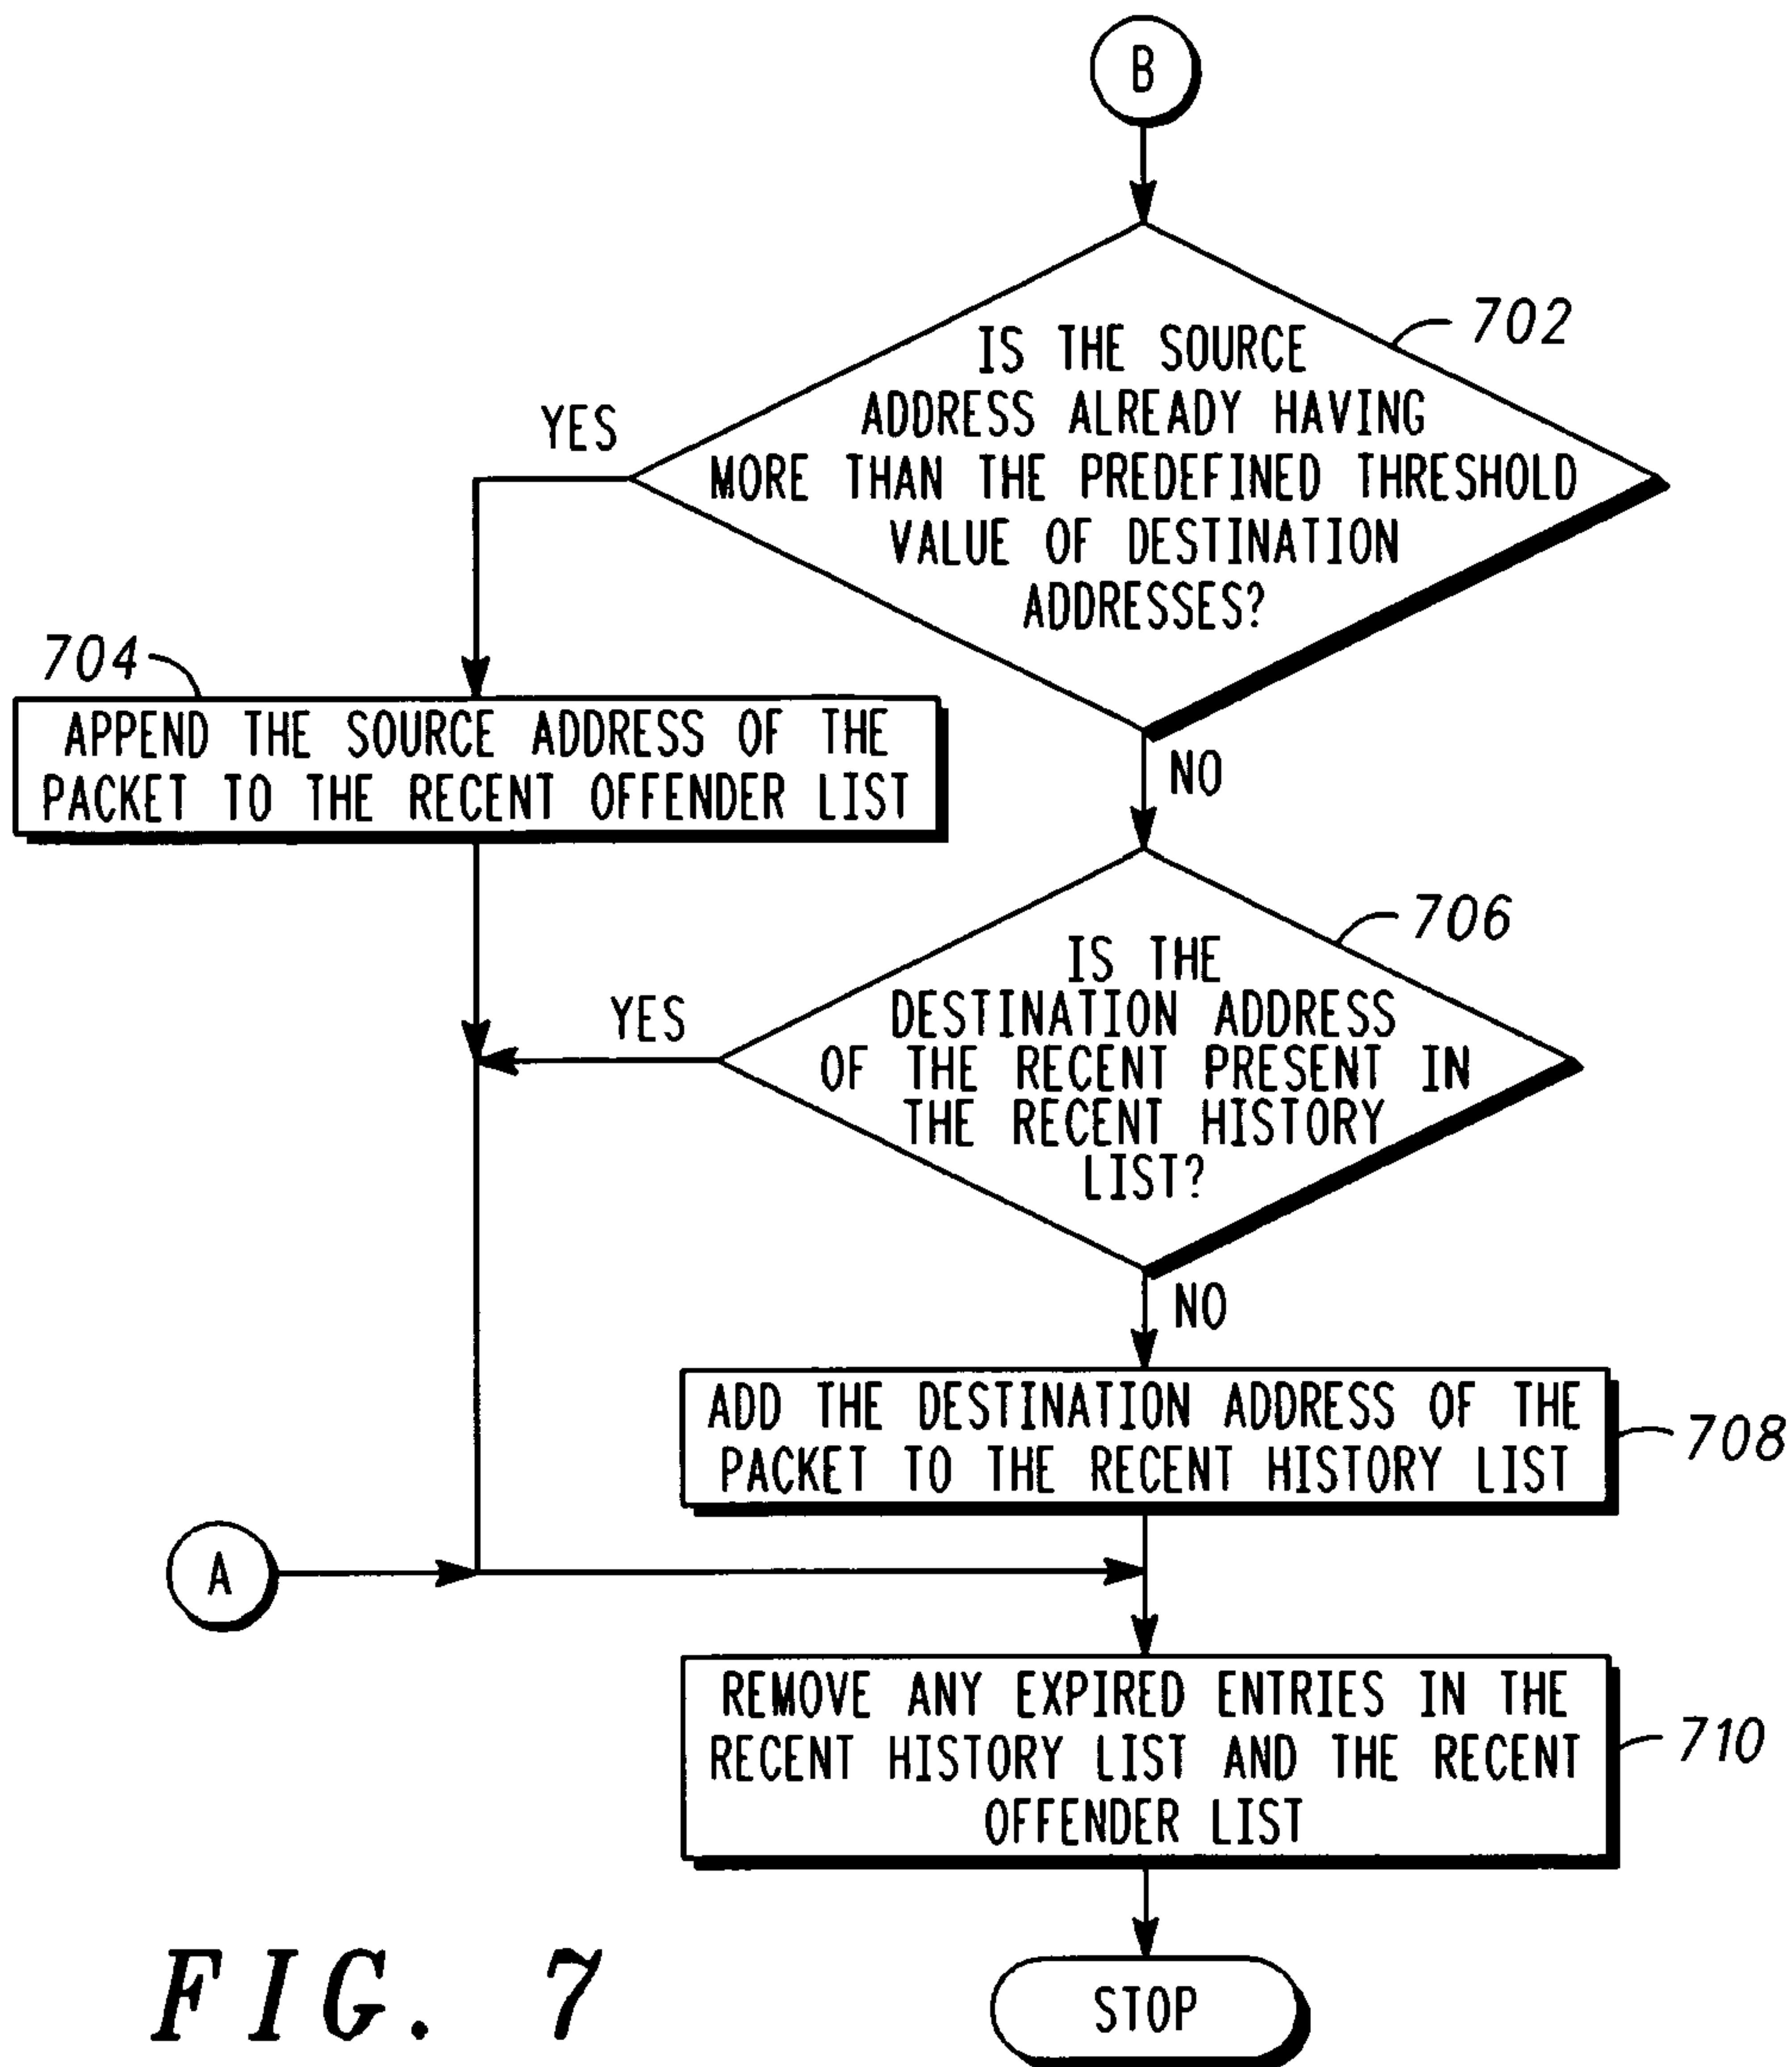 B
IS THE SOURCE
ADDRESS ALREADY HAVING
MORE THAN THE PREDEFINED THRESHOLD
VALUE OF DESTINATION
ADDRESSES?
702
YES
NO
704
APPEND THE SOURCE ADDRESS OF THE
PACKET TO THE RECENT OFFENDER LIST
706
IS THE
DESTINATION ADDRESS
OF THE RECENT PRESENT IN
THE RECENT HISTORY
LIST?
YES
NO
ADD THE DESTINATION ADDRESS OF THE
PACKET TO THE RECENT HISTORY LIST
708
A
REMOVE ANY EXPIRED ENTRIES IN THE
RECENT HISTORY LIST AND THE RECENT
OFFENDER LIST
710
STOP
FIG. 7